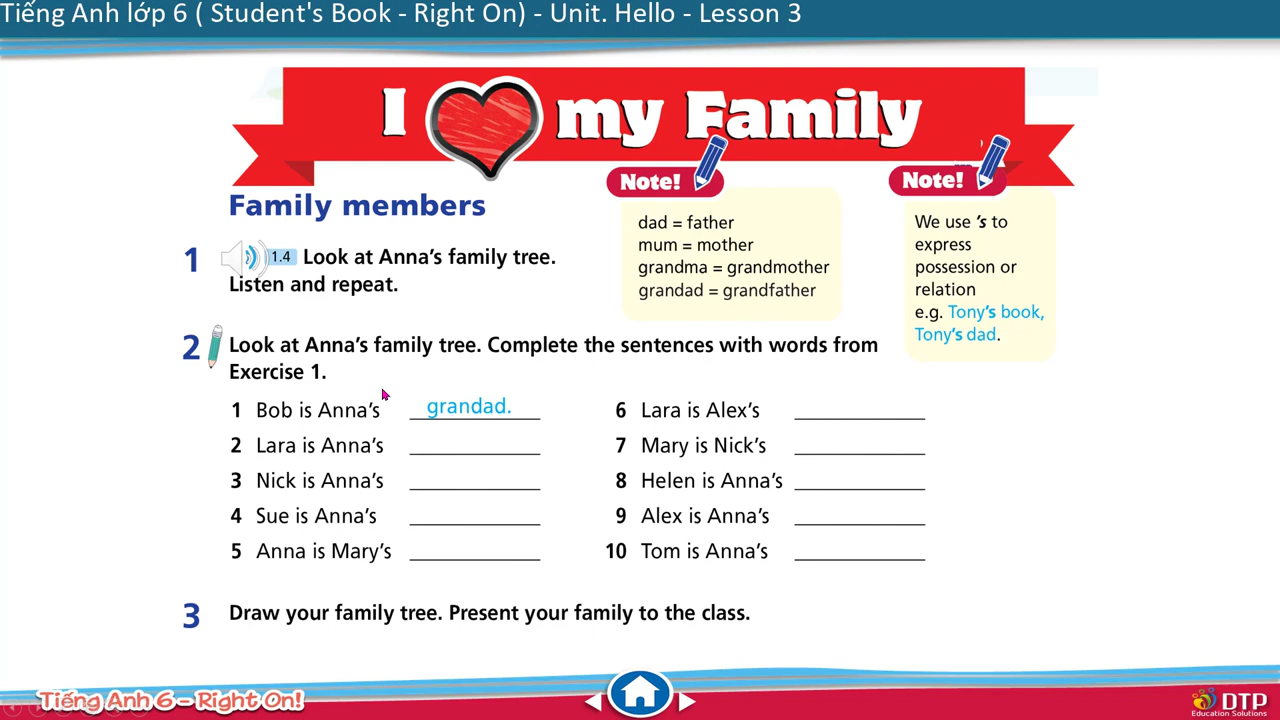 Tiếng Anh lớp 6 ( Student's Book - Right On) - Unit. Hello - Lesson 3
I my Family
Family members
1 1.4 Look at Anna's family tree.
Listen and repeat.
Note!
dad = father
mum = mother
grandma = grandmother
grandad = grandfather
Note!
We use 's to
express
possession or
relation
e.g. Tony's book,
Tony's dad.
2 Look at Anna's family tree. Complete the sentences with words from
Exercise 1.
1 Bob is Anna's grandad.
2 Lara is Anna's
3 Nick is Anna's
4 Sue is Anna's
5 Anna is Mary's
6 Lara is Alex's
7 Mary is Nick's
8 Helen is Anna's
9 Alex is Anna's
10 Tom is Anna's
3 Draw your family tree. Present your family to the class.
Tiếng Anh 6 – Right On!
DTP
Education Solutions